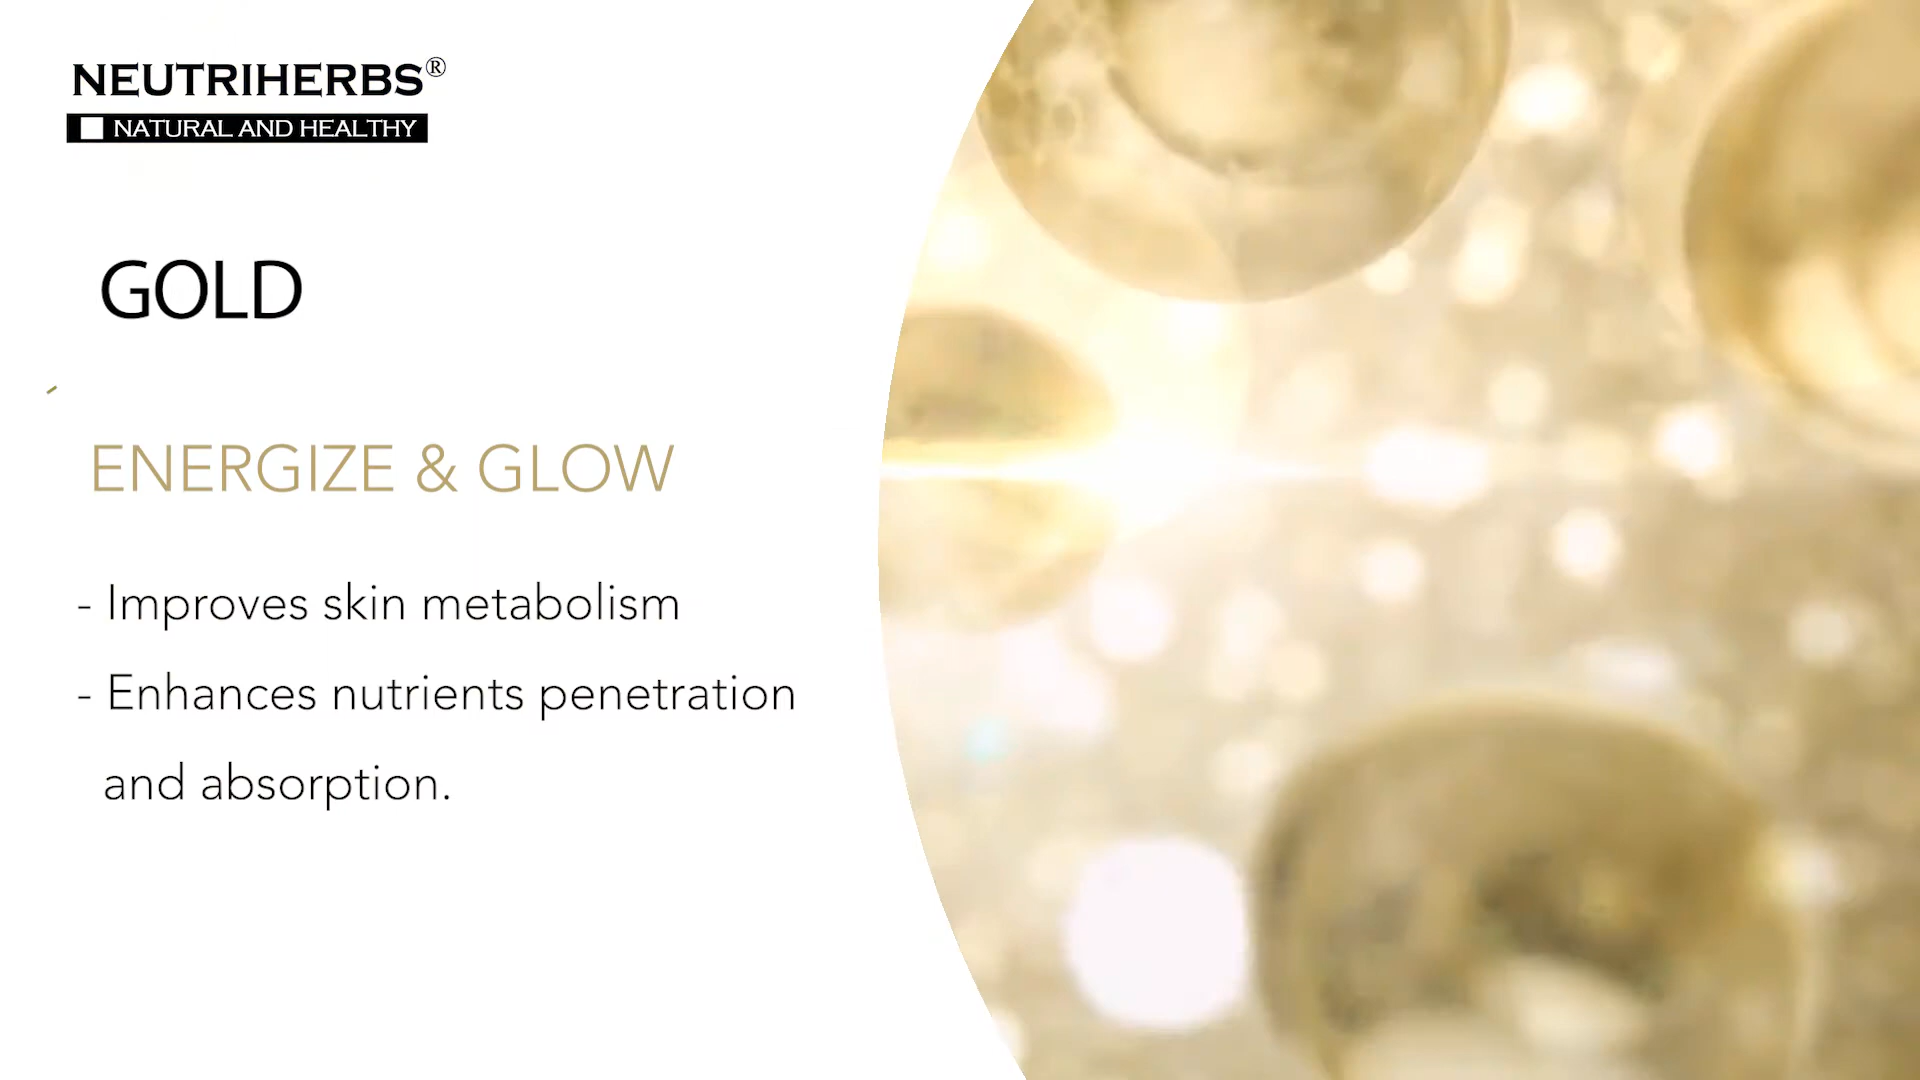 NEUTRIHERBS®
NATURAL AND HEALTHY
GOLD
ENERGIZE & GLOW
- Improves skin metabolism
- Enhances nutrients penetration
and absorption.